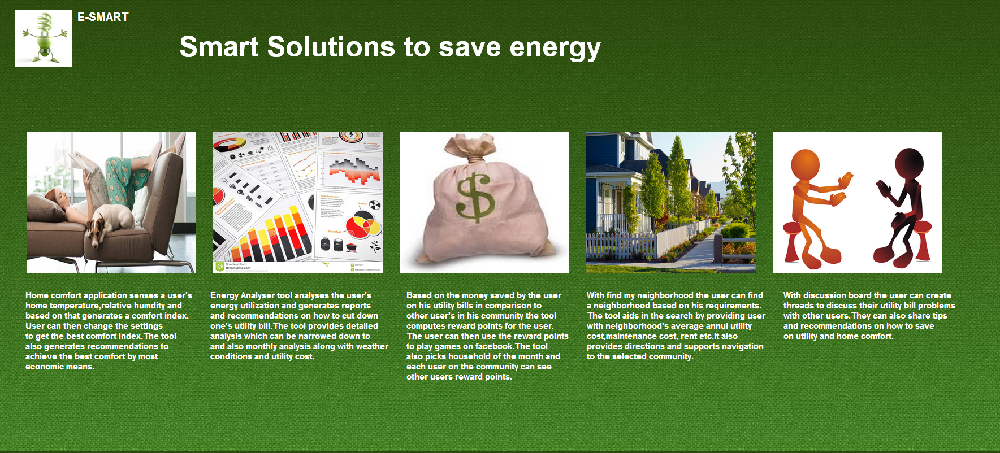 E-SMART
Smart Solutions to save energy
Download from
Dreamstime.com
Fossil fuel
Nuclear
OIL
$
Home comfort application senses a user's
home temperature,relative humdity and
based on that generates a comfort index.
User can then change the settings
to get the best comfort index.The tool
also generates recommendations to
achieve the best comfort by most
economic means.
Energy Analyser tool analyses the user's
energy utilization and generates reports
and recommendations on how to cut down
one's utility bill.The tool provides detailed
analysis which can be narrowed down to
and also monthly analysis along with weather
conditions and utility cost.
Based on the money saved by the user
on his utility bills in comparison to
other user's in his community the tool
computes reward points for the user.
The user can then use the reward points
to play games on facebook.The tool
also picks household of the month and
each user on the community can see
other users reward points.
With find my neighborhood the user can find
a neighborhood based on his requirements.
The tool aids in the search by providing user
with neighborhood's average annul utility
cost,maintenance cost, rent etc.It also
provides directions and supports navigation
to the selected community.
With discussion board the user can create
threads to discuss their utility bill problems
with other users.They can also share tips
and recommendations on how to save
on utility and home comfort.